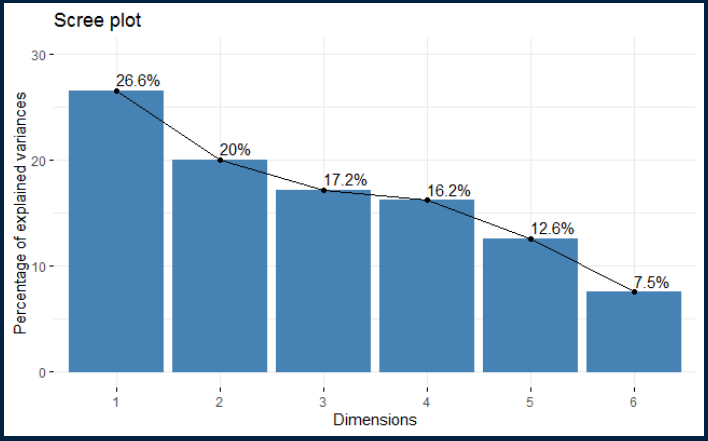 Scree plot
Percentage of explained variances
30
20
10
0
26.6%
20%
17.2%
16.2%
12.6%
7.5%
1 2 3 4 5 6
Dimensions